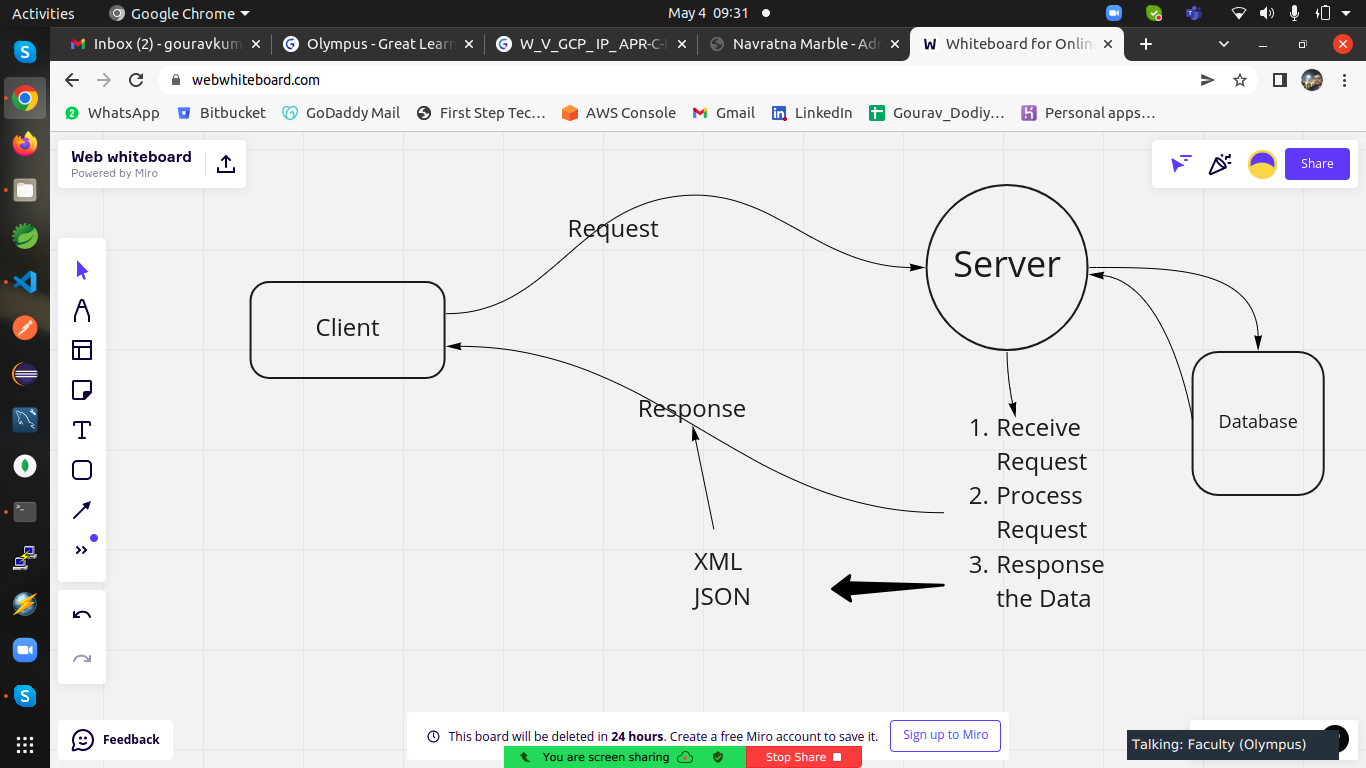 Activities
Google Chrome
May 4 09:31
Inbox (2) - gouravkum
Olympus - Great Learn
W_V_GCP_ IP_ APR-C-
Navratna Marble - Adm
Whiteboard for Onlin
webwhiteboard.com
WhatsApp
Bitbucket
GoDaddy Mail
First Step Tec…
AWS Console
Gmail
LinkedIn
Gourav_Dodiy…
Personal apps…
Web whiteboard
Powered by Miro
Share
Request
Server
Client
Response
Database
1. Receive
Request
2. Process
Request
3. Response
the Data
XML
JSON
Feedback
This board will be deleted in 24 hours. Create a free Miro account to save it.
Sign up to Miro
You are screen sharing
Stop Share
Talking: Faculty (Olympus)